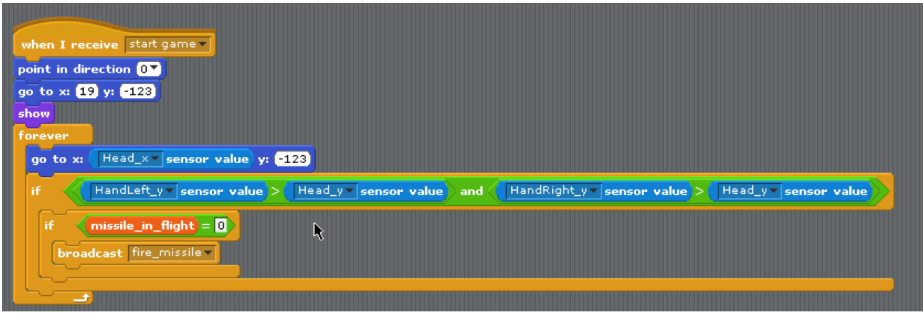 when I receive start game
point in direction 0
go to x: 19 y: -123
show
forever
go to x: Head_x sensor value y: -123
if HandLeft_y sensor value > Head_y sensor value and HandRight_y sensor value > Head_y sensor value
if missile_in_flight = 0
broadcast fire_missile